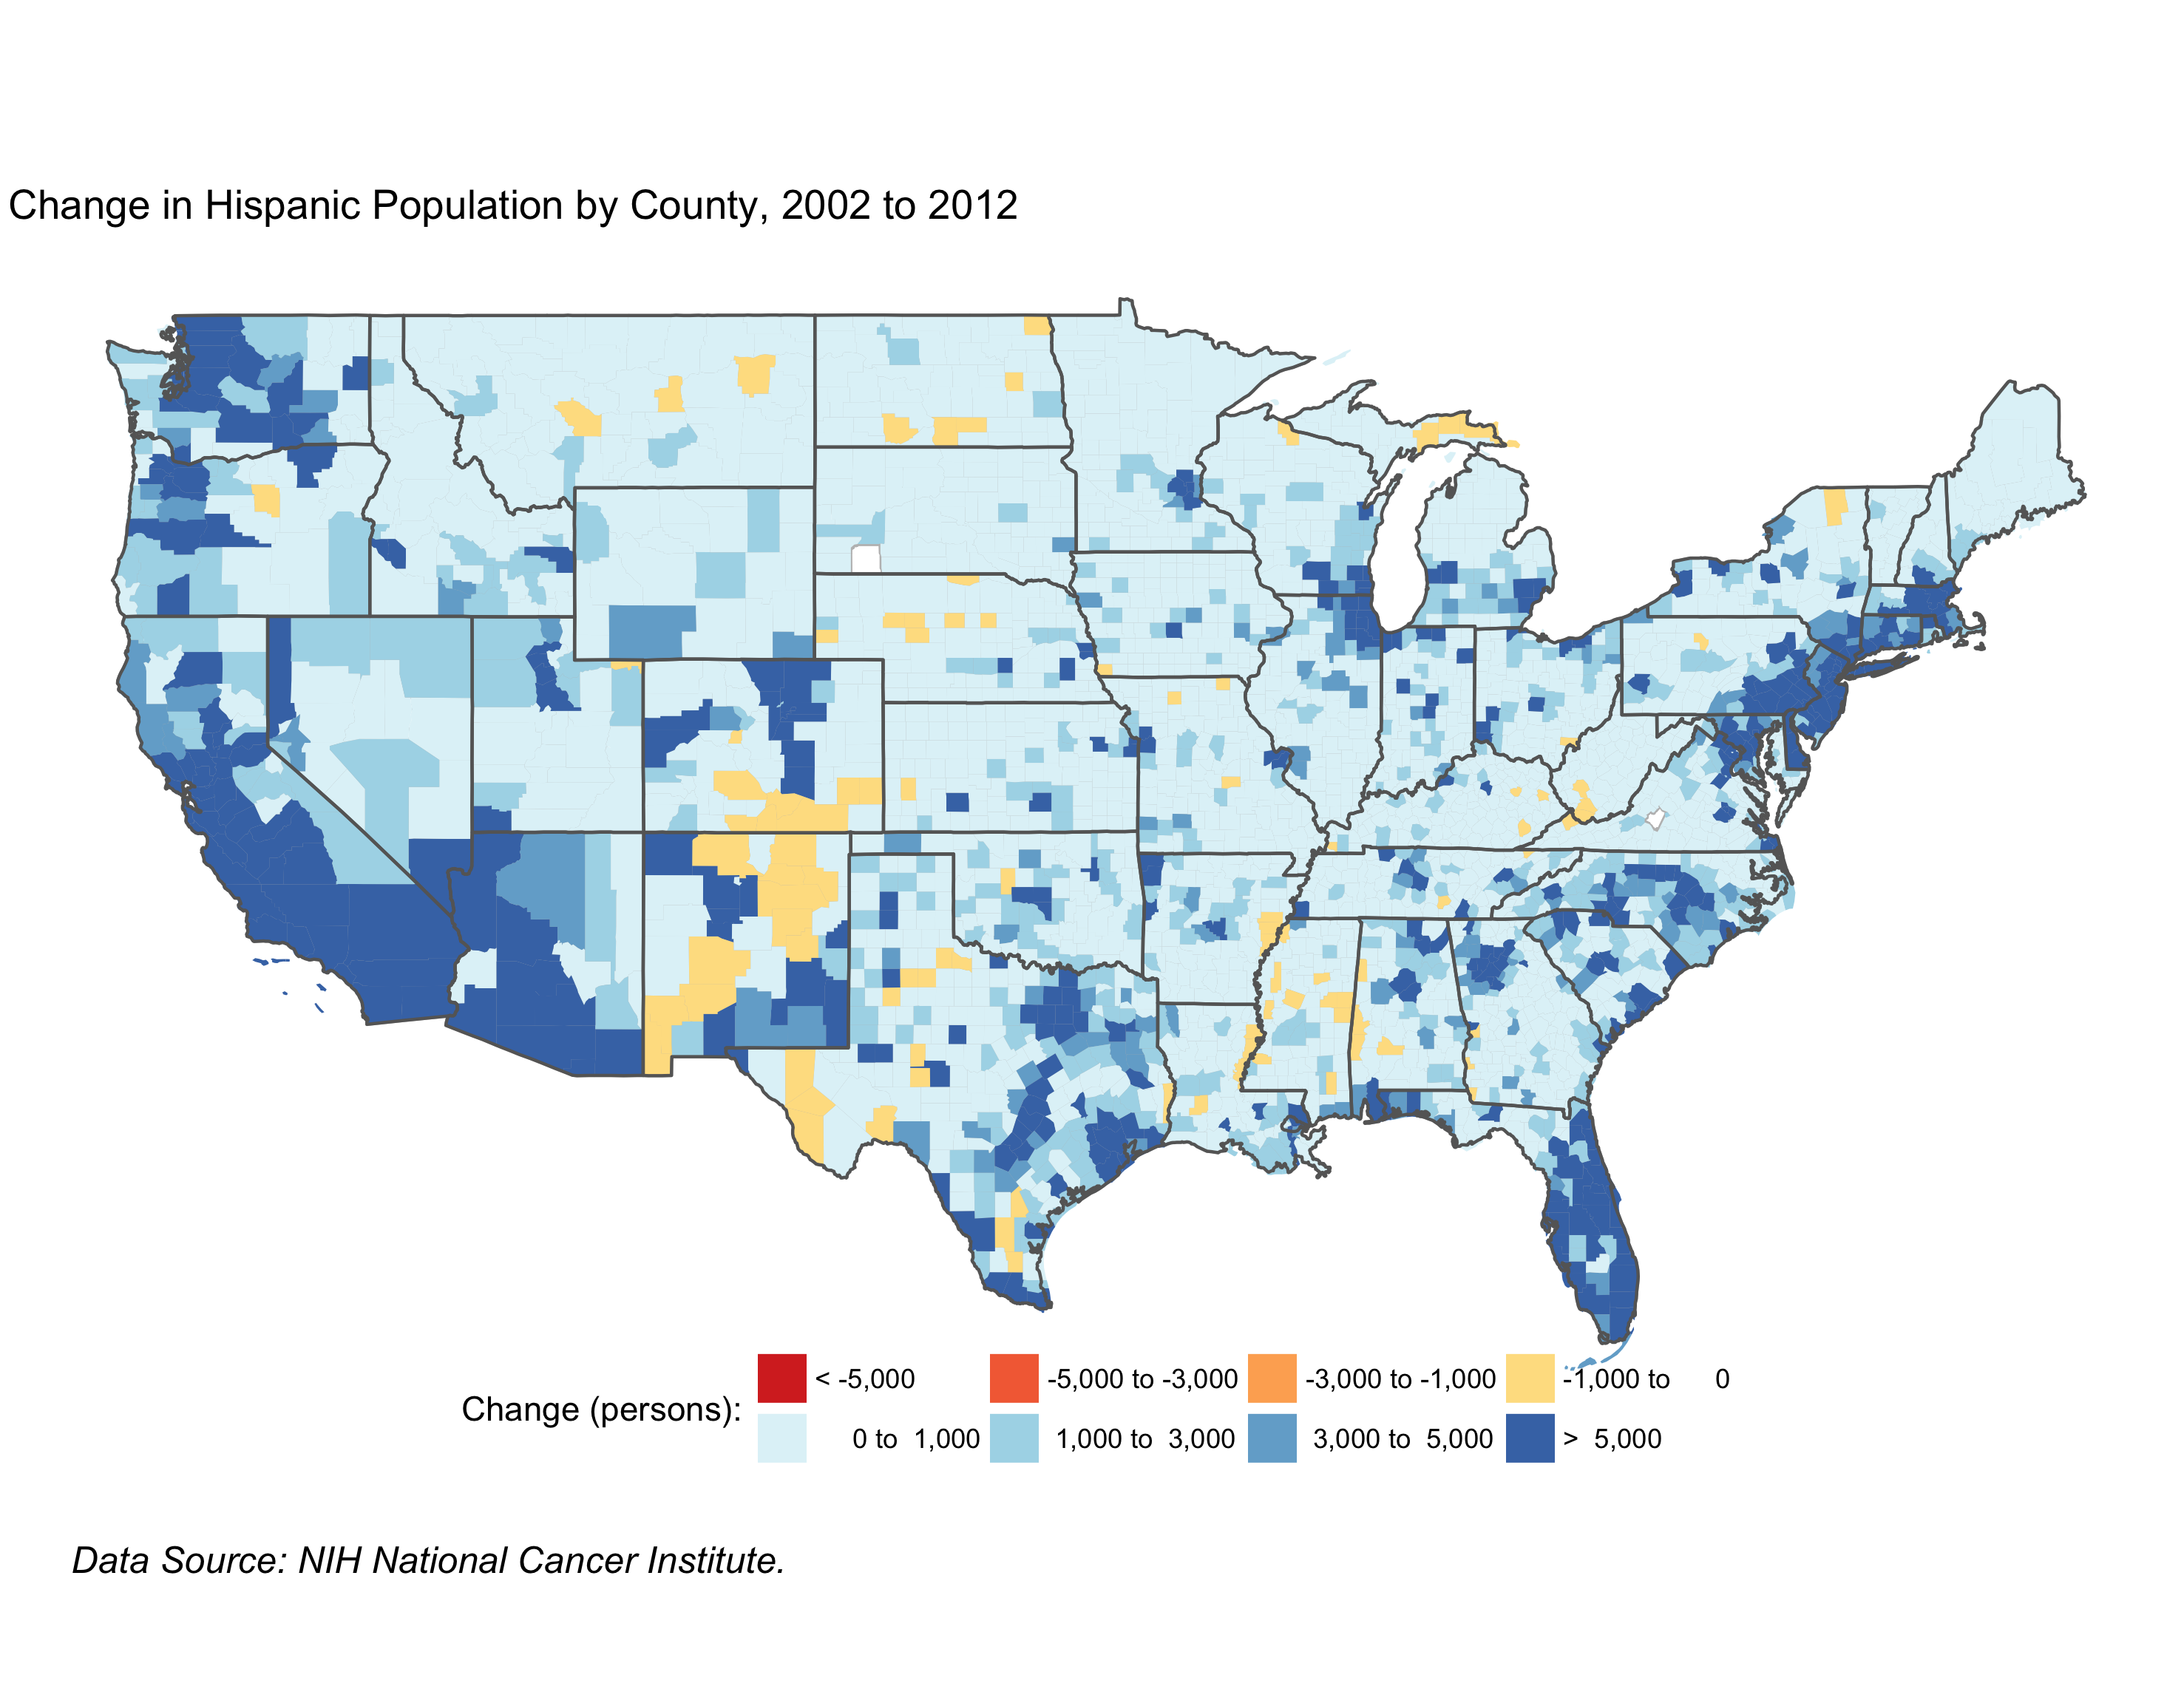 Change in Hispanic Population by County, 2002 to 2012
Change (persons):
< -5,000 -5,000 to -3,000 -3,000 to -1,000 -1,000 to 0
0 to 1,000 1,000 to 3,000 3,000 to 5,000 > 5,000
Data Source: NIH National Cancer Institute.